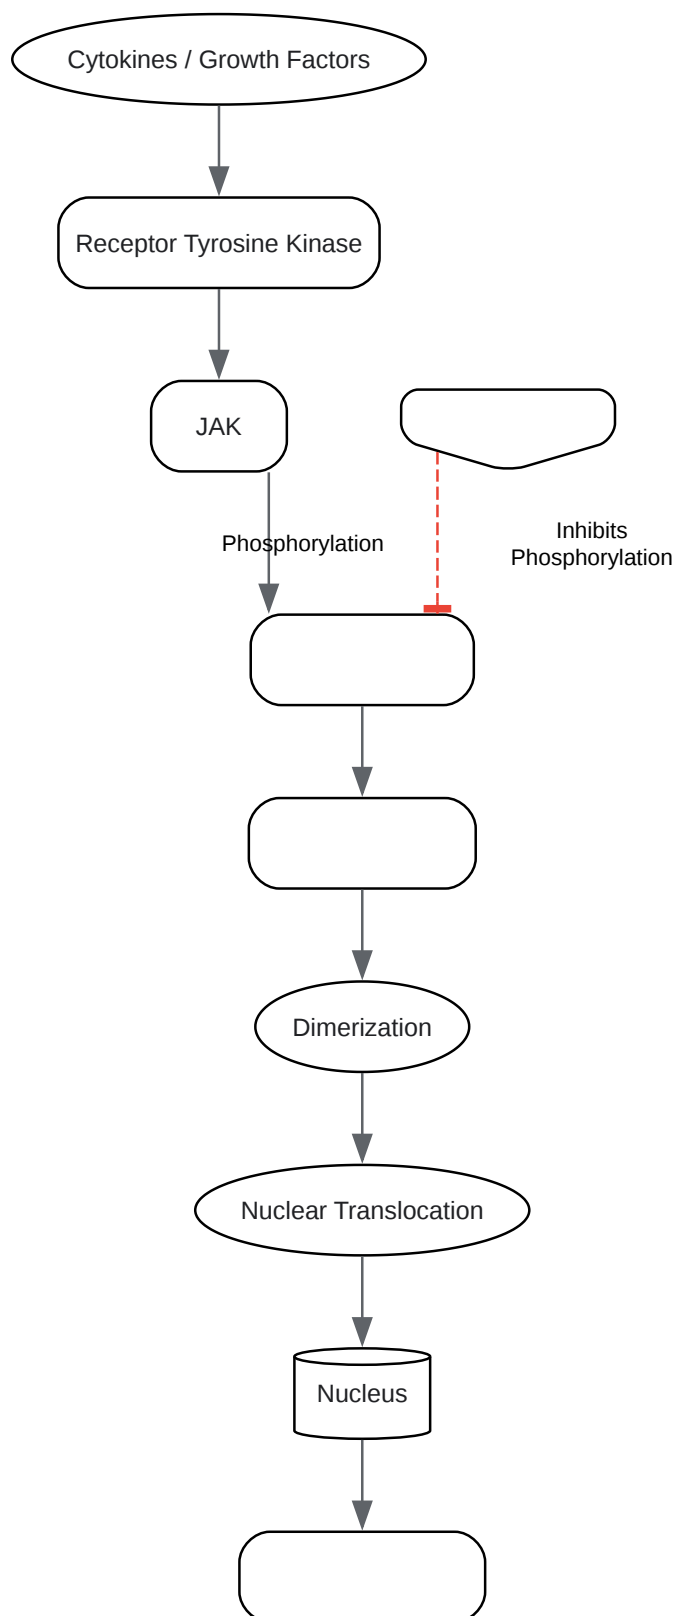 Cytokines / Growth Factors
Receptor Tyrosine Kinase
JAK
Phosphorylation
Inhibits
Phosphorylation
Dimerization
Nuclear Translocation
Nucleus